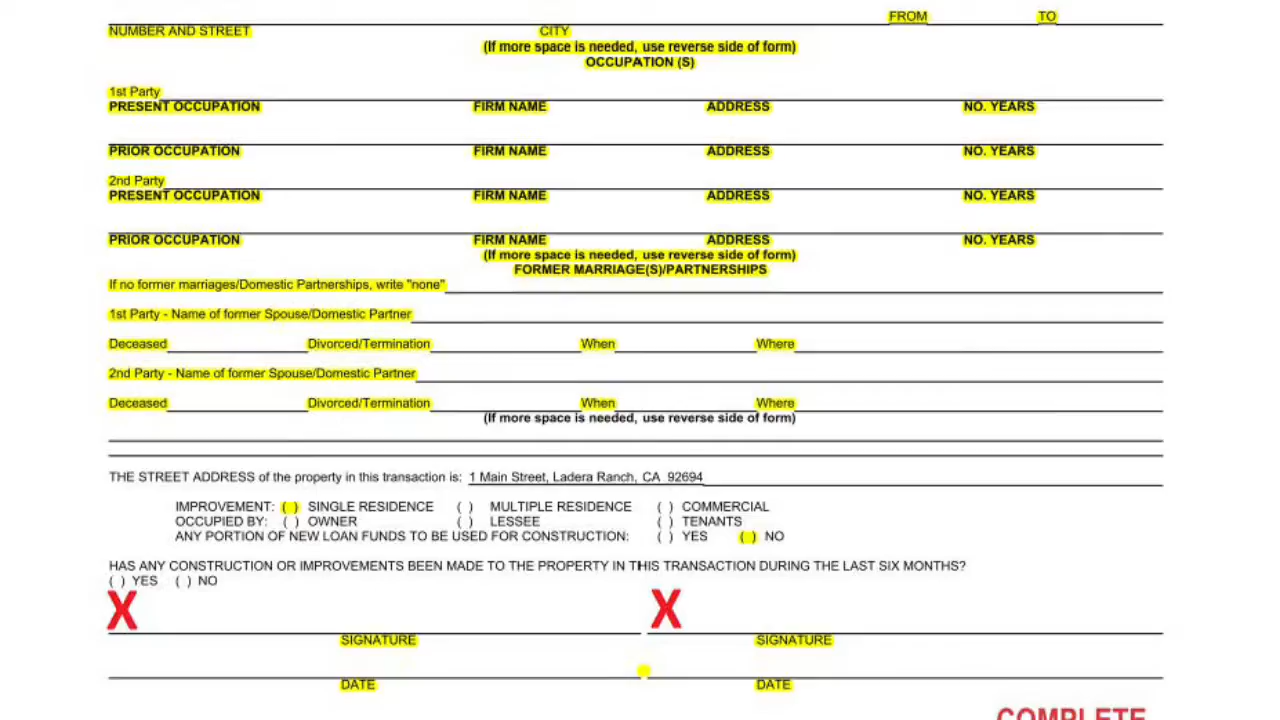 FROM TO
NUMBER AND STREET CITY
(If more space is needed, use reverse side of form)
OCCUPATION (S)
1st Party
PRESENT OCCUPATION FIRM NAME ADDRESS NO. YEARS
PRIOR OCCUPATION FIRM NAME ADDRESS NO. YEARS
2nd Party
PRESENT OCCUPATION FIRM NAME ADDRESS NO. YEARS
PRIOR OCCUPATION FIRM NAME ADDRESS NO. YEARS
(If more space is needed, use reverse side of form)
FORMER MARRIAGE(S)/PARTNERSHIPS
If no former marriages/Domestic Partnerships, write "none"
1st Party - Name of former Spouse/Domestic Partner
Deceased Divorced/Termination When Where
2nd Party - Name of former Spouse/Domestic Partner
Deceased Divorced/Termination When Where
(If more space is needed, use reverse side of form)
THE STREET ADDRESS of the property in this transaction is: 1 Main Street, Ladera Ranch, CA 92694
IMPROVEMENT: ( ) SINGLE RESIDENCE ( ) MULTIPLE RESIDENCE ( ) COMMERCIAL
OCCUPIED BY: ( ) OWNER ( ) LESSEE ( ) TENANTS
ANY PORTION OF NEW LOAN FUNDS TO BE USED FOR CONSTRUCTION: ( ) YES ( ) NO
HAS ANY CONSTRUCTION OR IMPROVEMENTS BEEN MADE TO THE PROPERTY IN THIS TRANSACTION DURING THE LAST SIX MONTHS?
( ) YES ( ) NO
X X
SIGNATURE SIGNATURE
DATE DATE
COMPLETE